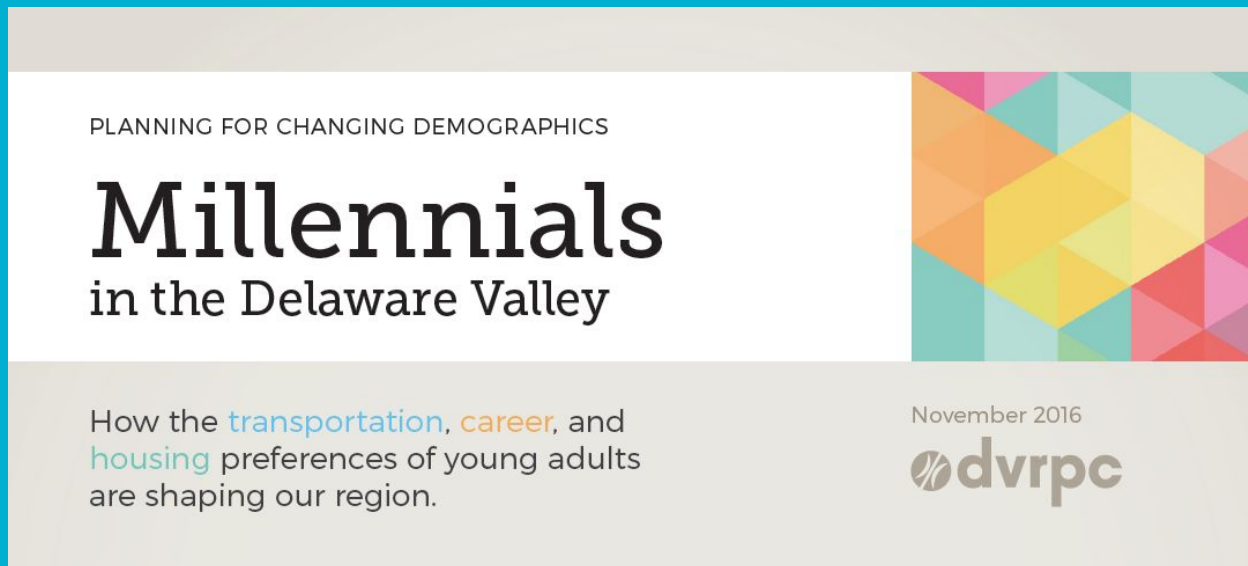 PLANNING FOR CHANGING DEMOGRAPHICS
Millennials
in the Delaware Valley
How the transportation, career, and
housing preferences of young adults
are shaping our region.
November 2016
dvrpc